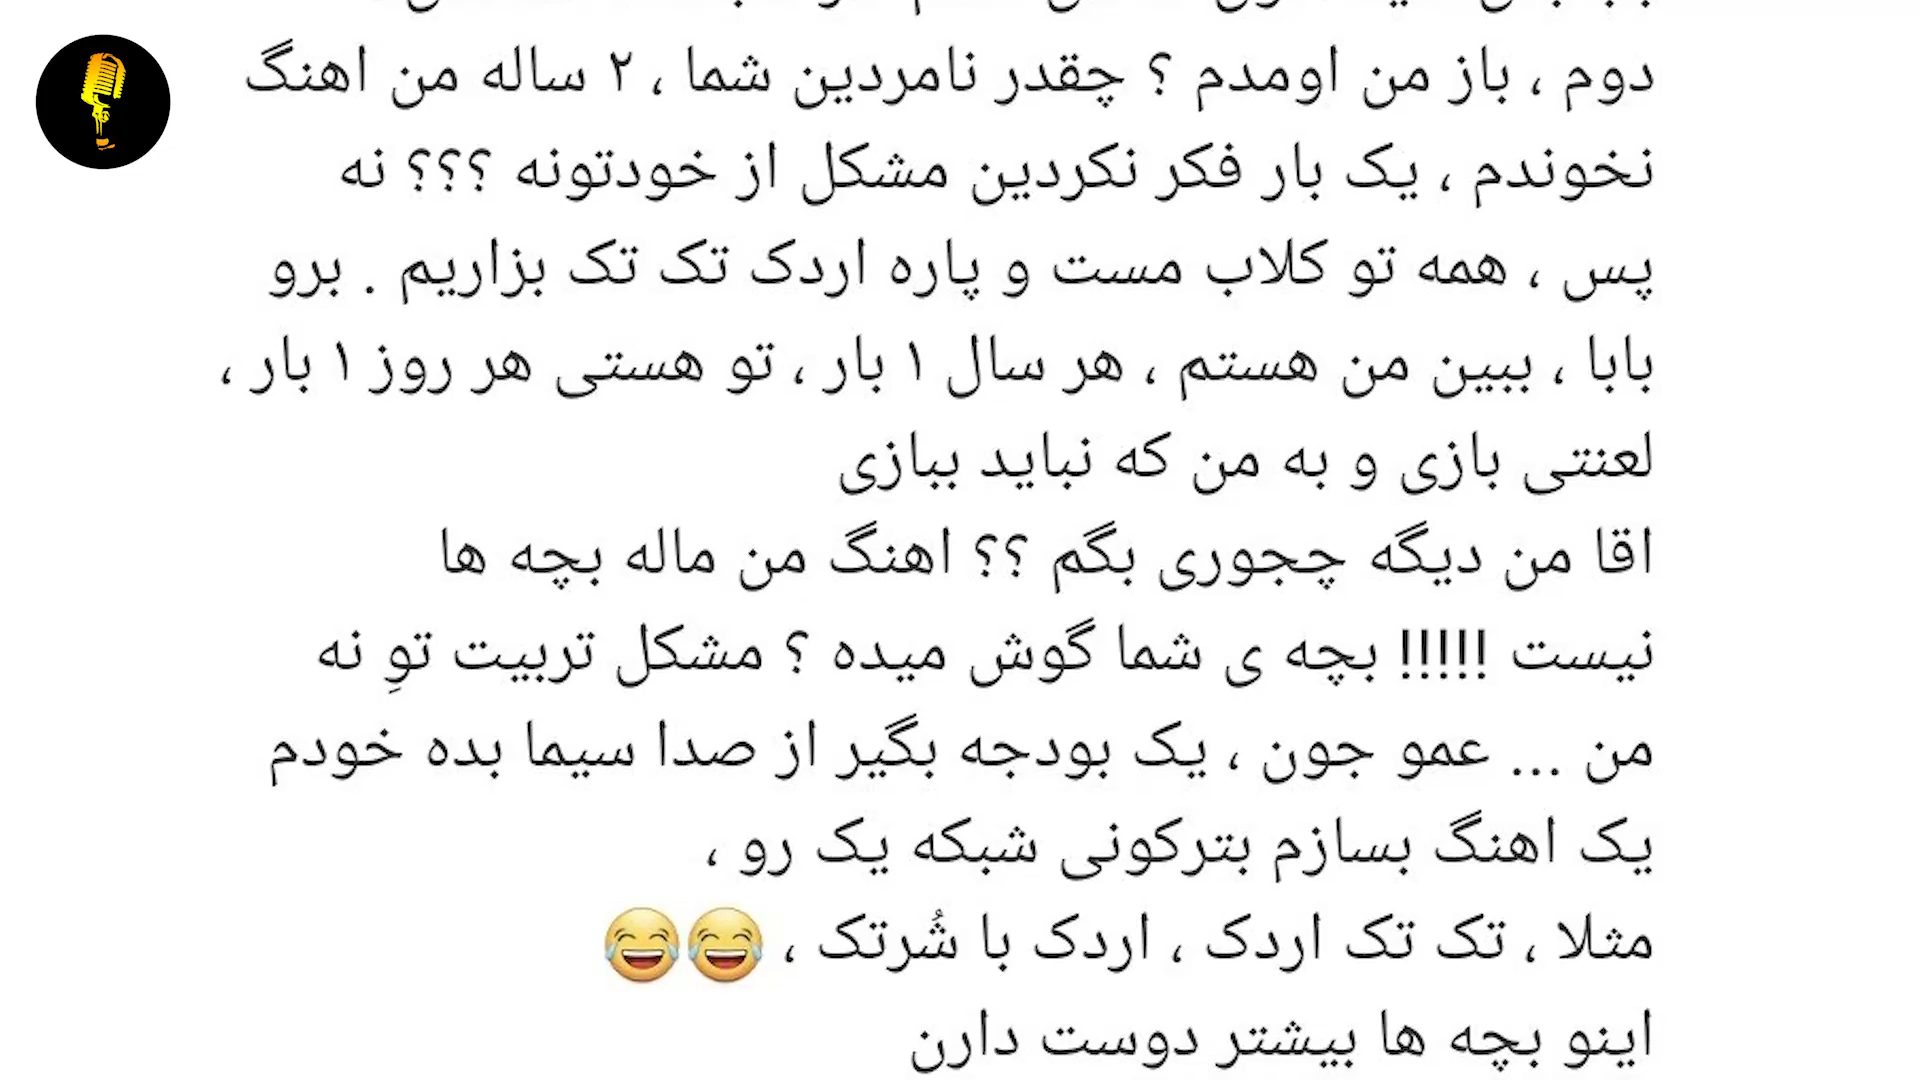 دوم ، باز من اومدم ؟ چقدر نامردین شما ، ۲ ساله من اهنگ
نخوندم ، یک بار فکر نکردین مشکل از خودتونه ؟؟؟ نه
پس ، همه تو کلاب مست و پاره اردک تک تک بزاریم . برو
بابا ، ببین من هستم ، هر سال ۱ بار ، تو هستی هر روز ۱ بار ،
لعنتی بازی و به من که نباید ببازی
اقا من دیگه چجوری بگم ؟؟ اهنگ من ماله بچه ها
نیست !!!!! بچه ی شما گوش میده ؟ مشکل تربیت توِ نه
من ... عمو جون ، یک بودجه بگیر از صدا سیما بده خودم
یک اهنگ بسازم بترکونی شبکه یک رو ،
مثلا ، تک تک اردک ، اردک با شُرتک ، 😂😂
اینو بچه ها بیشتر دوست دارن